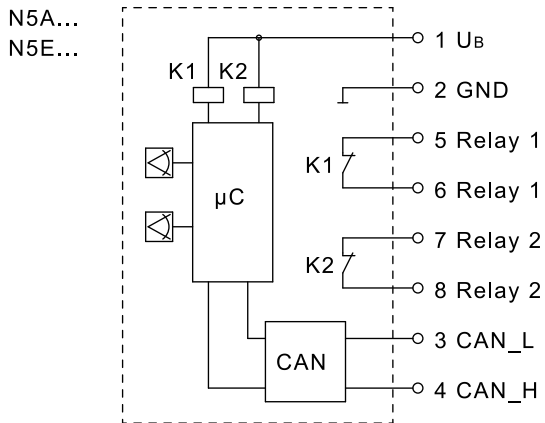 N5A...
N5E...
K1 K2
1 UB
2 GND
5 Relay 1
K1
6 Relay 1
µC
7 Relay 2
K2
8 Relay 2
3 CAN_L
CAN
4 CAN_H